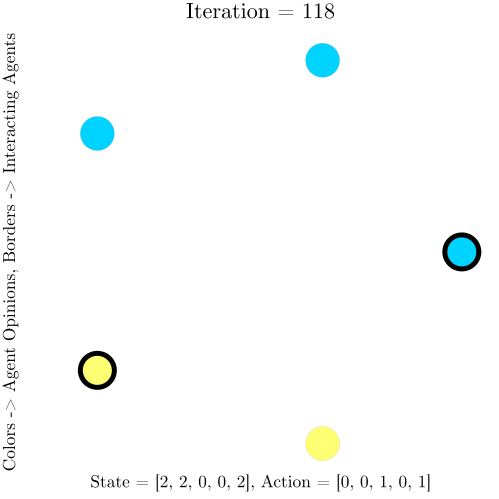 Iteration = 118
Colors -> Agent Opinions, Borders -> Interacting Agents
State = [2, 2, 0, 0, 2], Action = [0, 0, 1, 0, 1]